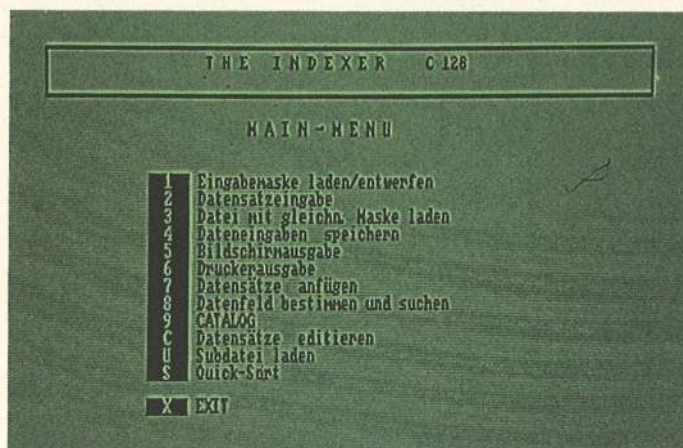 THE INDEXER C128
MAIN-MENU
1 Eingabemaske laden/entwerfen
2 Datensatzeingabe
3 Datei mit gleichn. Maske laden
4 Dateneingaben speichern
5 Bildschirmausgabe
6 Druckerausgabe
7 Datensätze anfügen
8 Datenfeld bestimmen und suchen
9 CATALOG
C Datensätze editieren
U Subdatei laden
S Quick-Sort
X EXIT